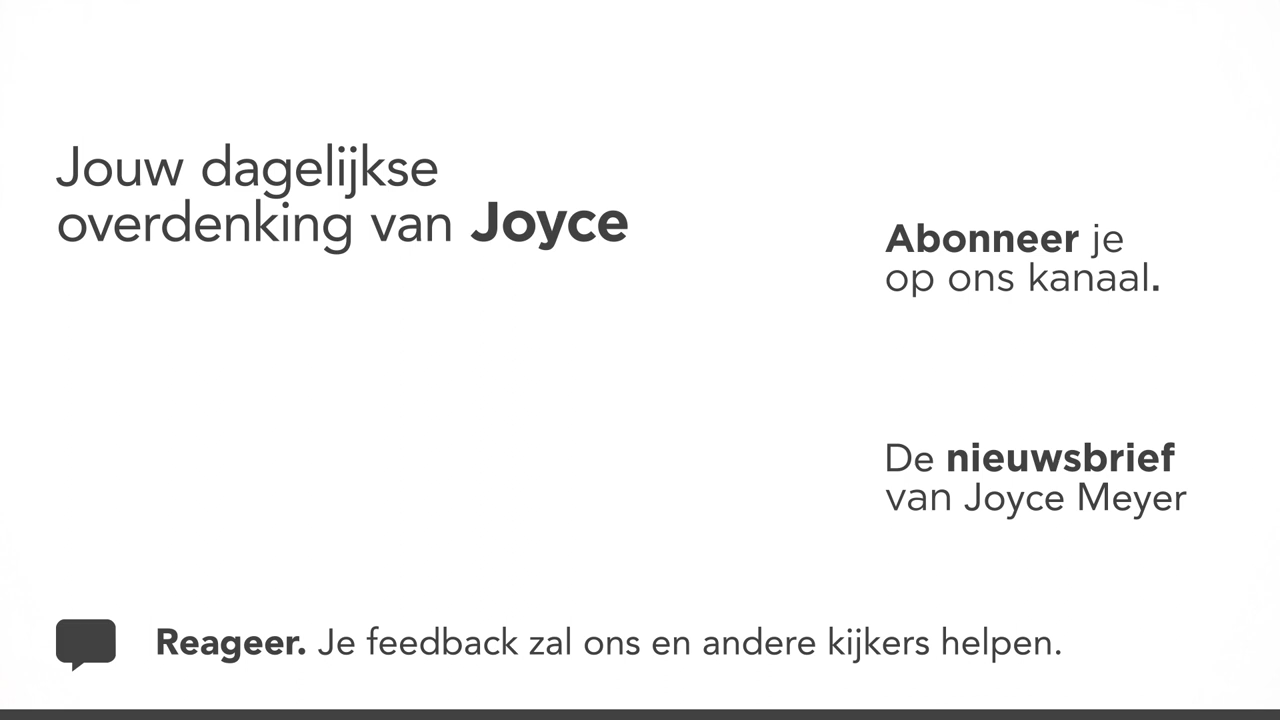 Jouw dagelijkse
overdenking van Joyce
Abonneer je
op ons kanaal.
De nieuwsbrief
van Joyce Meyer
Reageer. Je feedback zal ons en andere kijkers helpen.